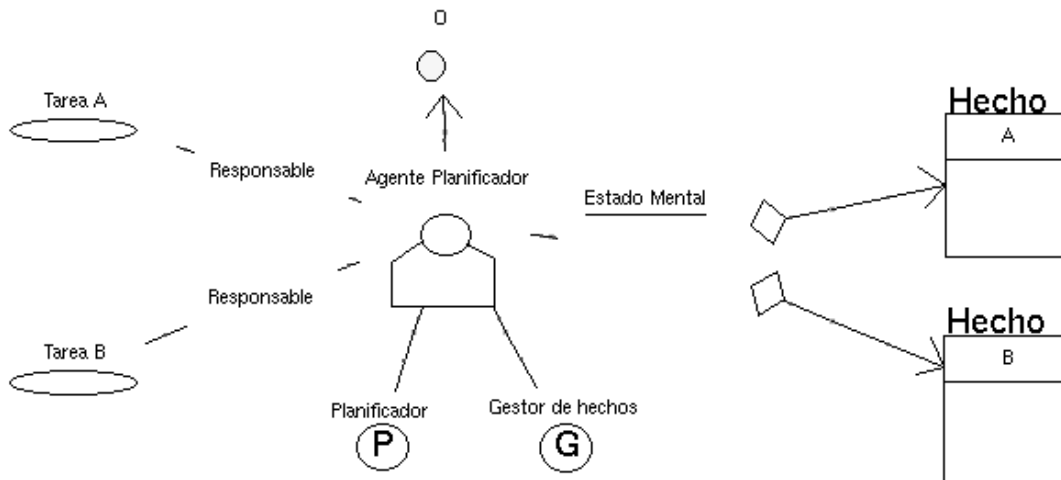 O
Tarea A
Hecho
A
Responsable
Agente Planificador
Estado Mental
Responsable
Hecho
B
Tarea B
Planificador
Gestor de hechos
P
G